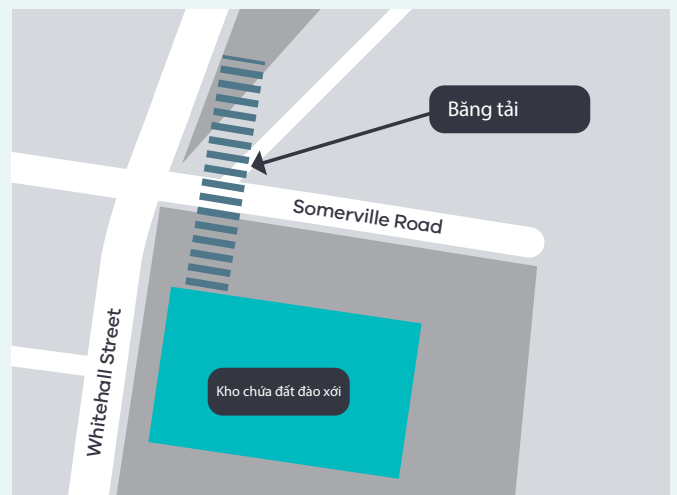 Băng tải
Somerville Road
Whitehall Street
Kho chứa đất đào xới